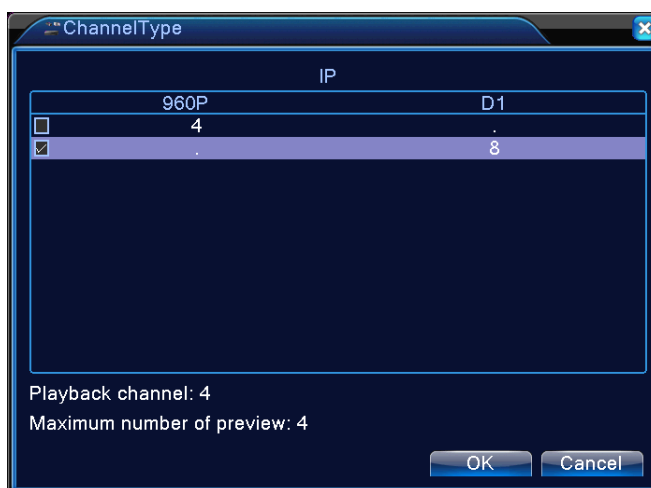 ChannelType
IP
960P D1
4 .
. 8
Playback channel: 4
Maximum number of preview: 4
OK Cancel